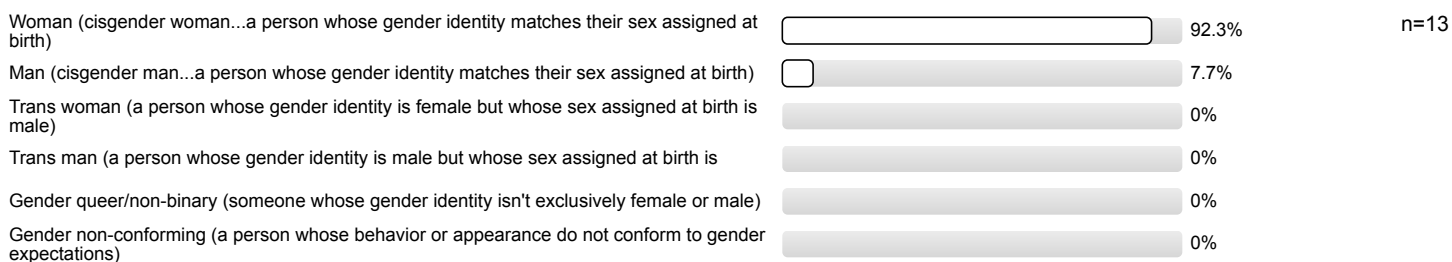 Woman (cisgender woman...a person whose gender identity matches their sex assigned at
birth)
92.3%
n=13
Man (cisgender man...a person whose gender identity matches their sex assigned at birth)
7.7%
Trans woman (a person whose gender identity is female but whose sex assigned at birth is
male)
0%
Trans man (a person whose gender identity is male but whose sex assigned at birth is
0%
Gender queer/non-binary (someone whose gender identity isn't exclusively female or male)
0%
Gender non-conforming (a person whose behavior or appearance do not conform to gender
expectations)
0%